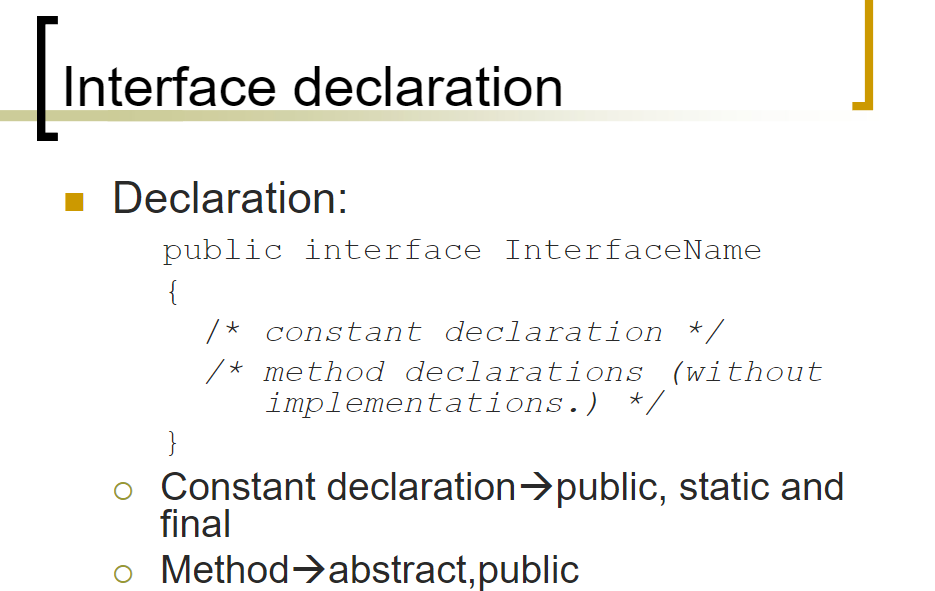 Interface declaration
Declaration:
public interface InterfaceName
{
/* constant declaration */
/* method declarations (without
implementations.) */
}
Constant declaration→public, static and
final
Method→abstract,public